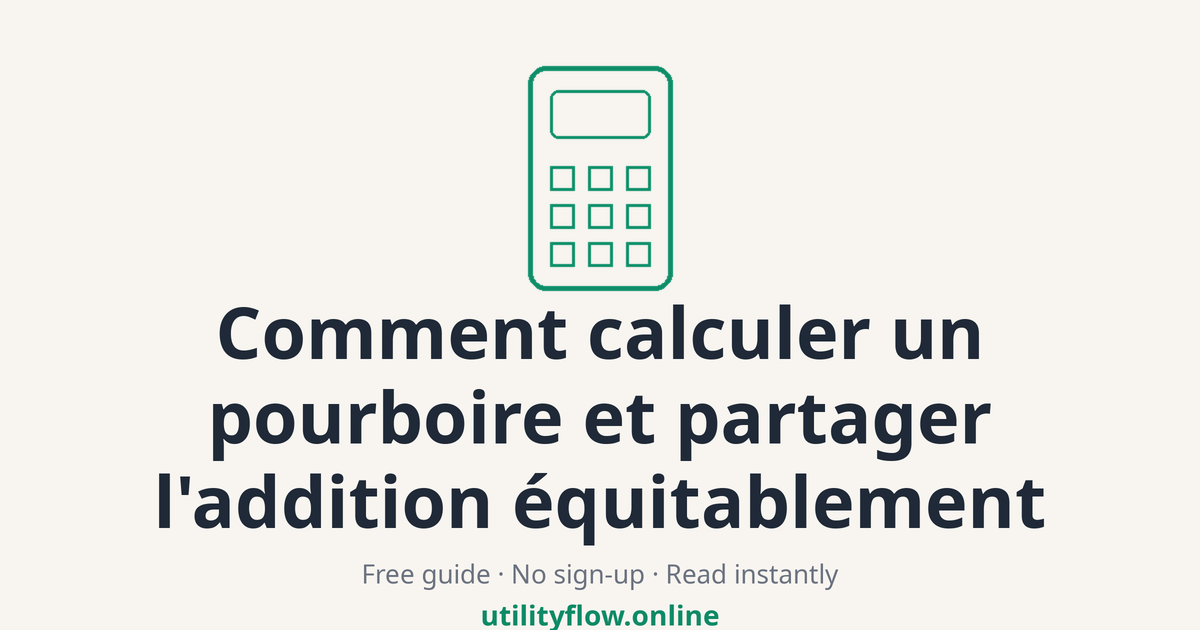 Comment calculer un
pourboire et partager
l'addition équitablement
Free guide · No sign-up · Read instantly
utilityflow.online